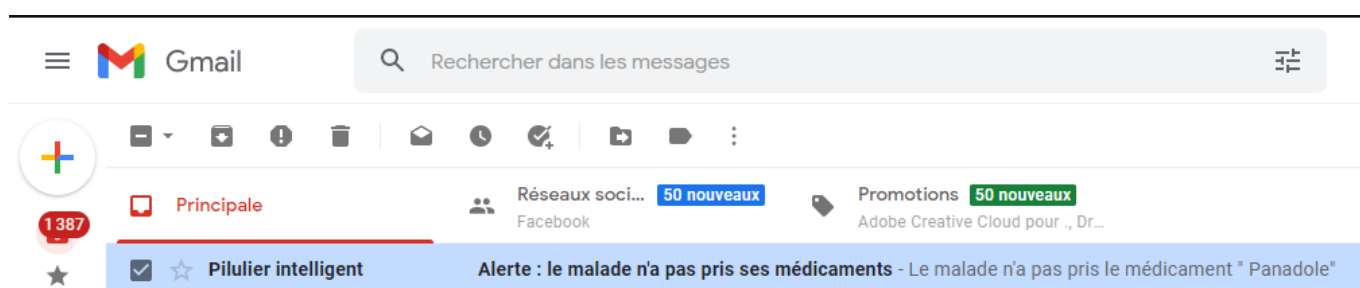 Gmail
Rechercher dans les messages
Principale
Réseaux soci... 50 nouveaux
Facebook
Promotions 50 nouveaux
Adobe Creative Cloud pour ., Dr...
1 387
Pilulier intelligent Alerte : le malade n'a pas pris ses médicaments - Le malade n'a pas pris le médicament " Panadole"